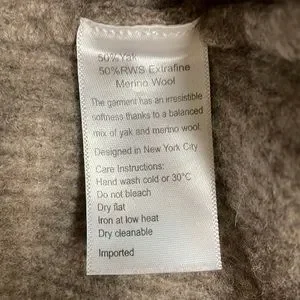 50%Yak
50%RWS Extrafine
Merino Wool
The garment has an irresistible
softness thanks to a balanced
mix of yak and merino wool.
Designed in New York City
Care Instructions:
Hand wash cold or 30°C
Do not bleach
Dry flat
Iron at low heat
Dry cleanable
Imported